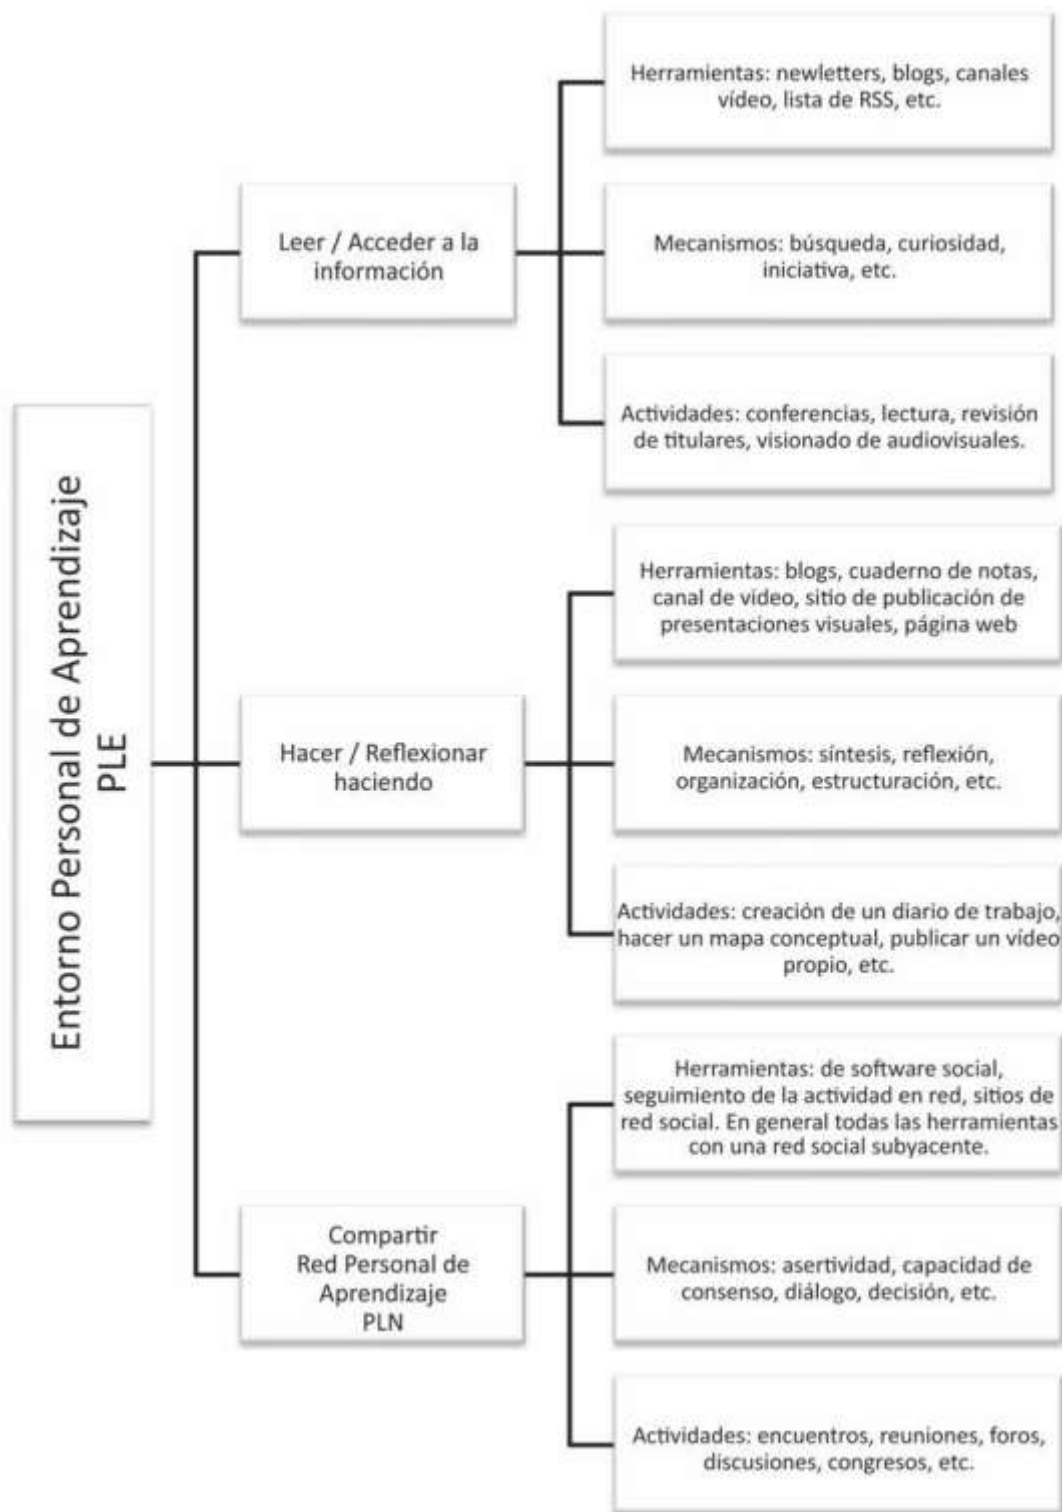 Entorno Personal de Aprendizaje
PLE
Leer / Acceder a la
información
Herramientas: newletters, blogs, canales
vídeo, lista de RSS, etc.
Mecanismos: búsqueda, curiosidad,
iniciativa, etc.
Actividades: conferencias, lectura, revisión
de titulares, visionado de audiovisuales.
Hacer / Reflexionar
haciendo
Herramientas: blogs, cuaderno de notas,
canal de vídeo, sitio de publicación de
presentaciones visuales, página web
Mecanismos: síntesis, reflexión,
organización, estructuración, etc.
Actividades: creación de un diario de trabajo,
hacer un mapa conceptual, publicar un vídeo
propio, etc.
Compartir
Red Personal de
Aprendizaje
PLN
Herramientas: de software social,
seguimiento de la actividad en red, sitios de
red social. En general todas las herramientas
con una red social subyacente.
Mecanismos: asertividad, capacidad de
consenso, diálogo, decisión, etc.
Actividades: encuentros, reuniones, foros,
discusiones, congresos, etc.